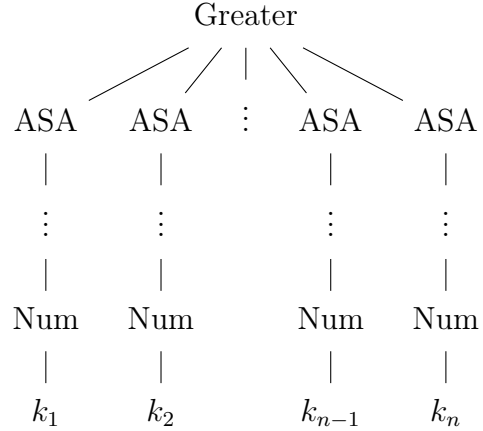 Greater
ASA ASA ⋮ ASA ASA
⋮ ⋮ ⋮ ⋮
Num Num Num Num
k₁ k₂ kₙ₋₁ kₙ